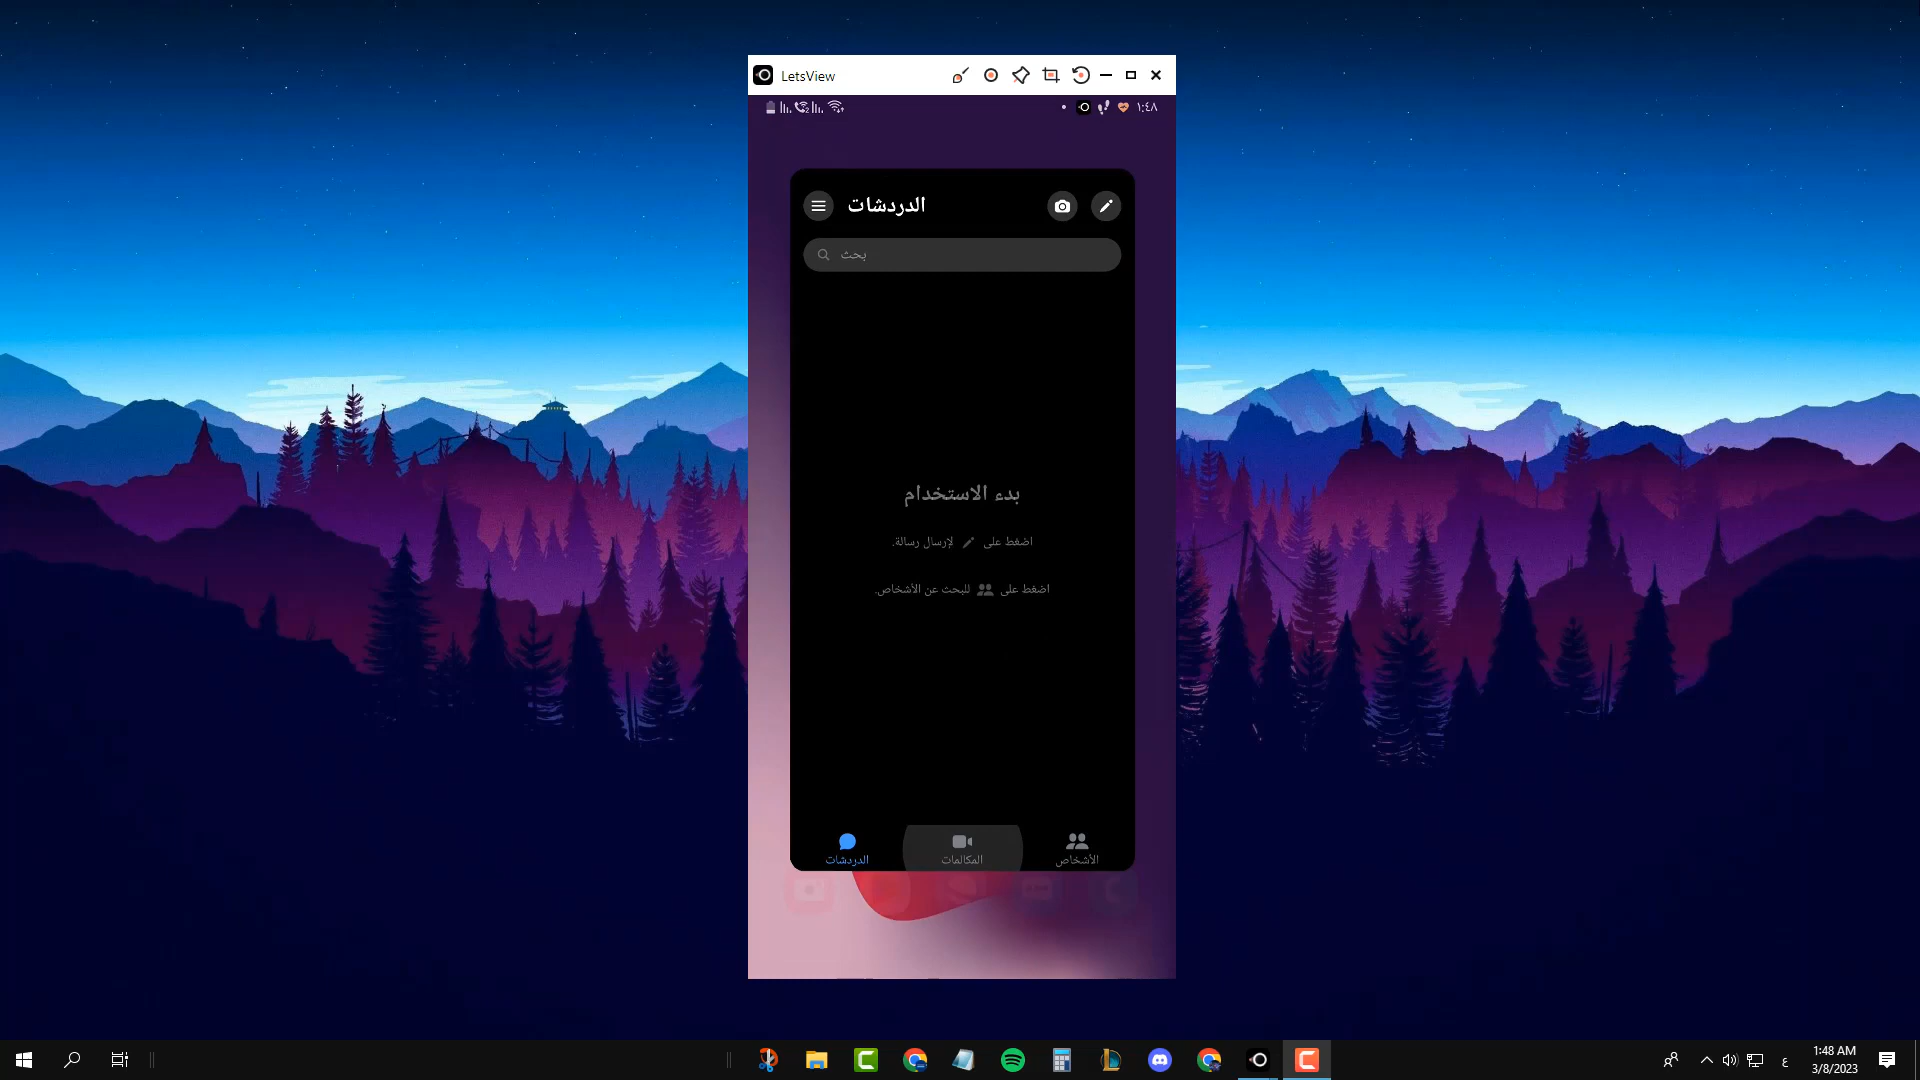 LetsView
١:٤٨
الدردشات
بحث
بدء الاستخدام
اضغط على لإرسال رسالة.
اضغط على للبحث عن الأشخاص.
الدردشات
المكالمات
الأشخاص
ع
1:48 AM
3/8/2023